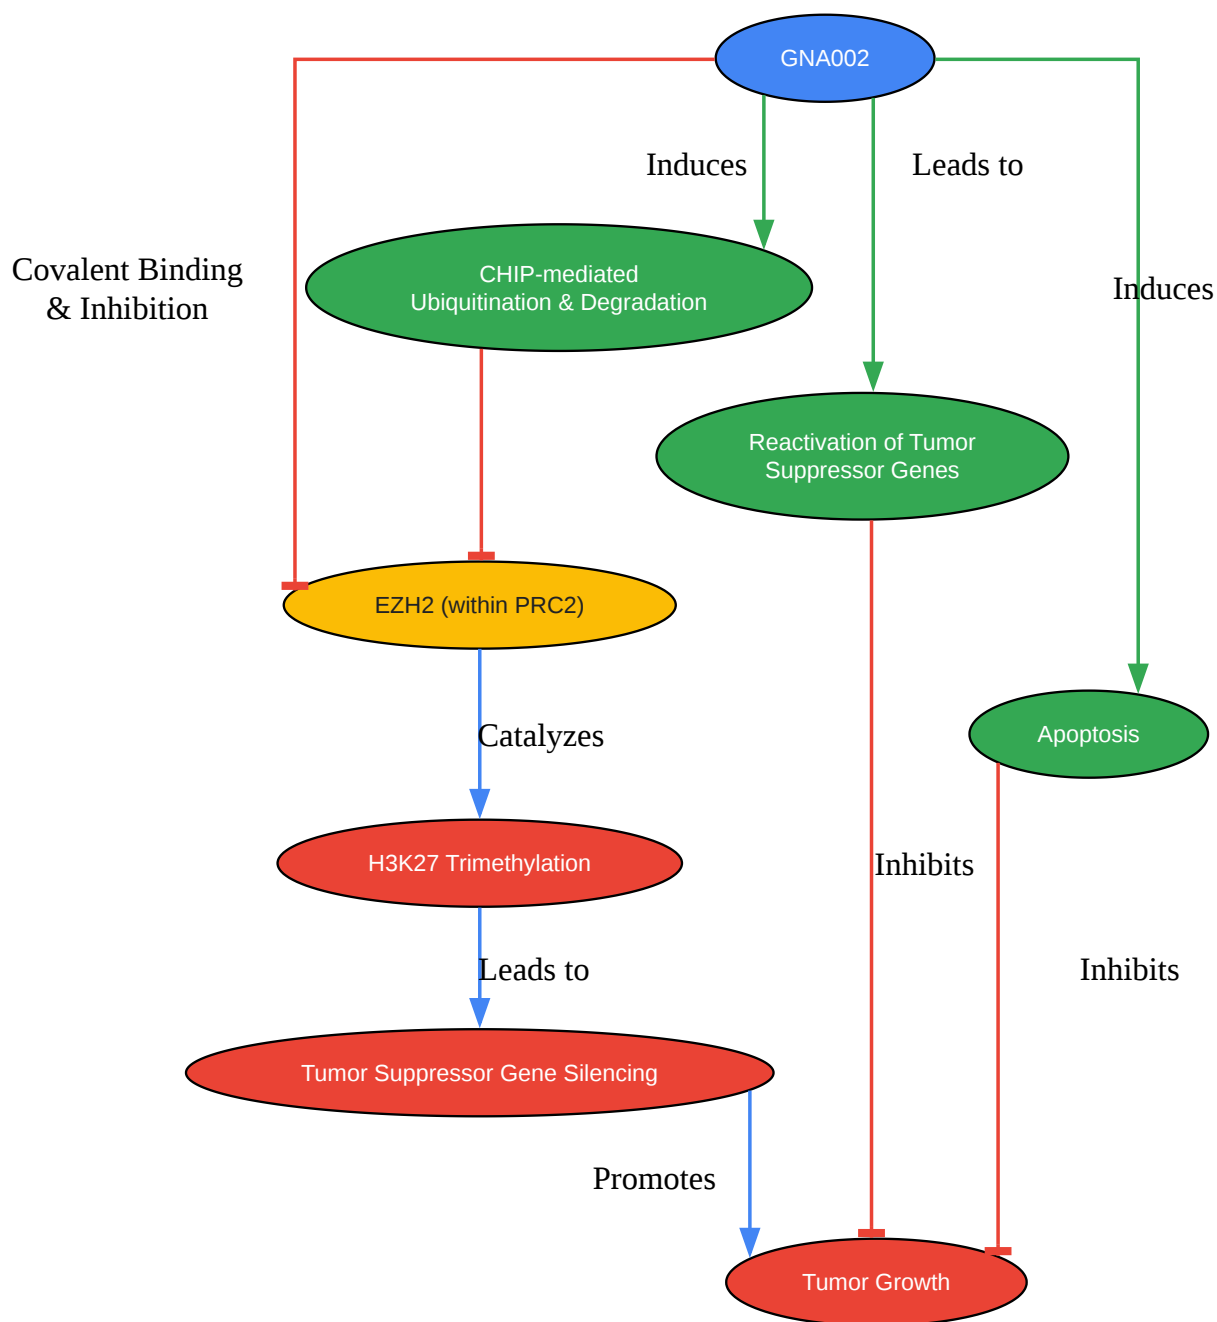 GNA002
Induces
Leads to
Covalent Binding
& Inhibition
CHIP-mediated
Ubiquitination & Degradation
Induces
Reactivation of Tumor
Suppressor Genes
EZH2 (within PRC2)
Catalyzes
Apoptosis
H3K27 Trimethylation
Inhibits
Leads to
Inhibits
Tumor Suppressor Gene Silencing
Promotes
Tumor Growth